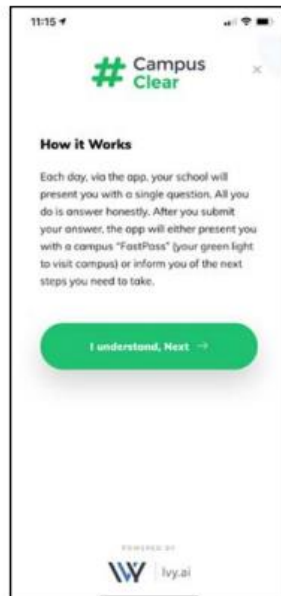 11:15
# Campus
Clear
×
How it Works
Each day, via the app, your school will
present you with a single question. All you
do is answer honestly. After you submit
your answer, the app will either present you
with a campus "FastPass" (your green light
to visit campus) or inform you of the next
steps you need to take.
I understand, Next →
POWERED BY
Ivy.ai